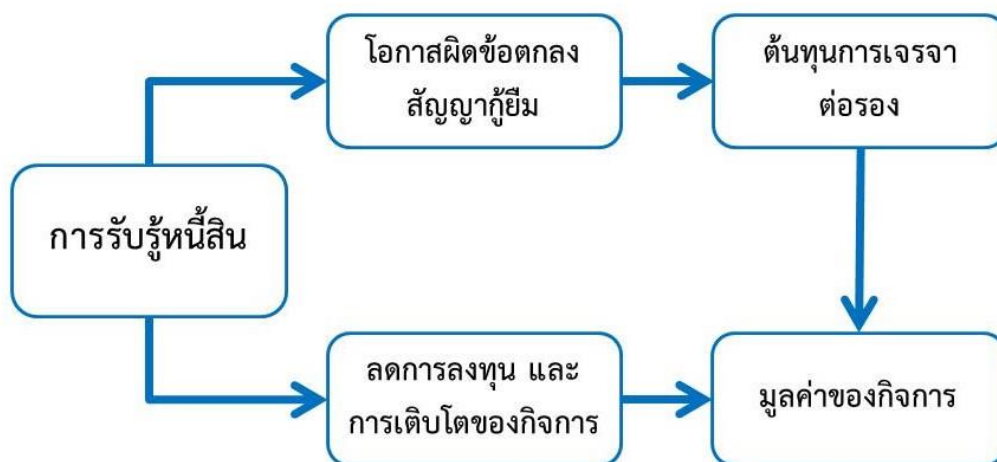 โอกาสผิดข้อตกลง
สัญญากู้ยืม
ต้นทุนการเจรจา
ต่อรอง
การรับรู้หนี้สิน
ลดการลงทุน และ
การเติบโตของกิจการ
มูลค่าของกิจการ